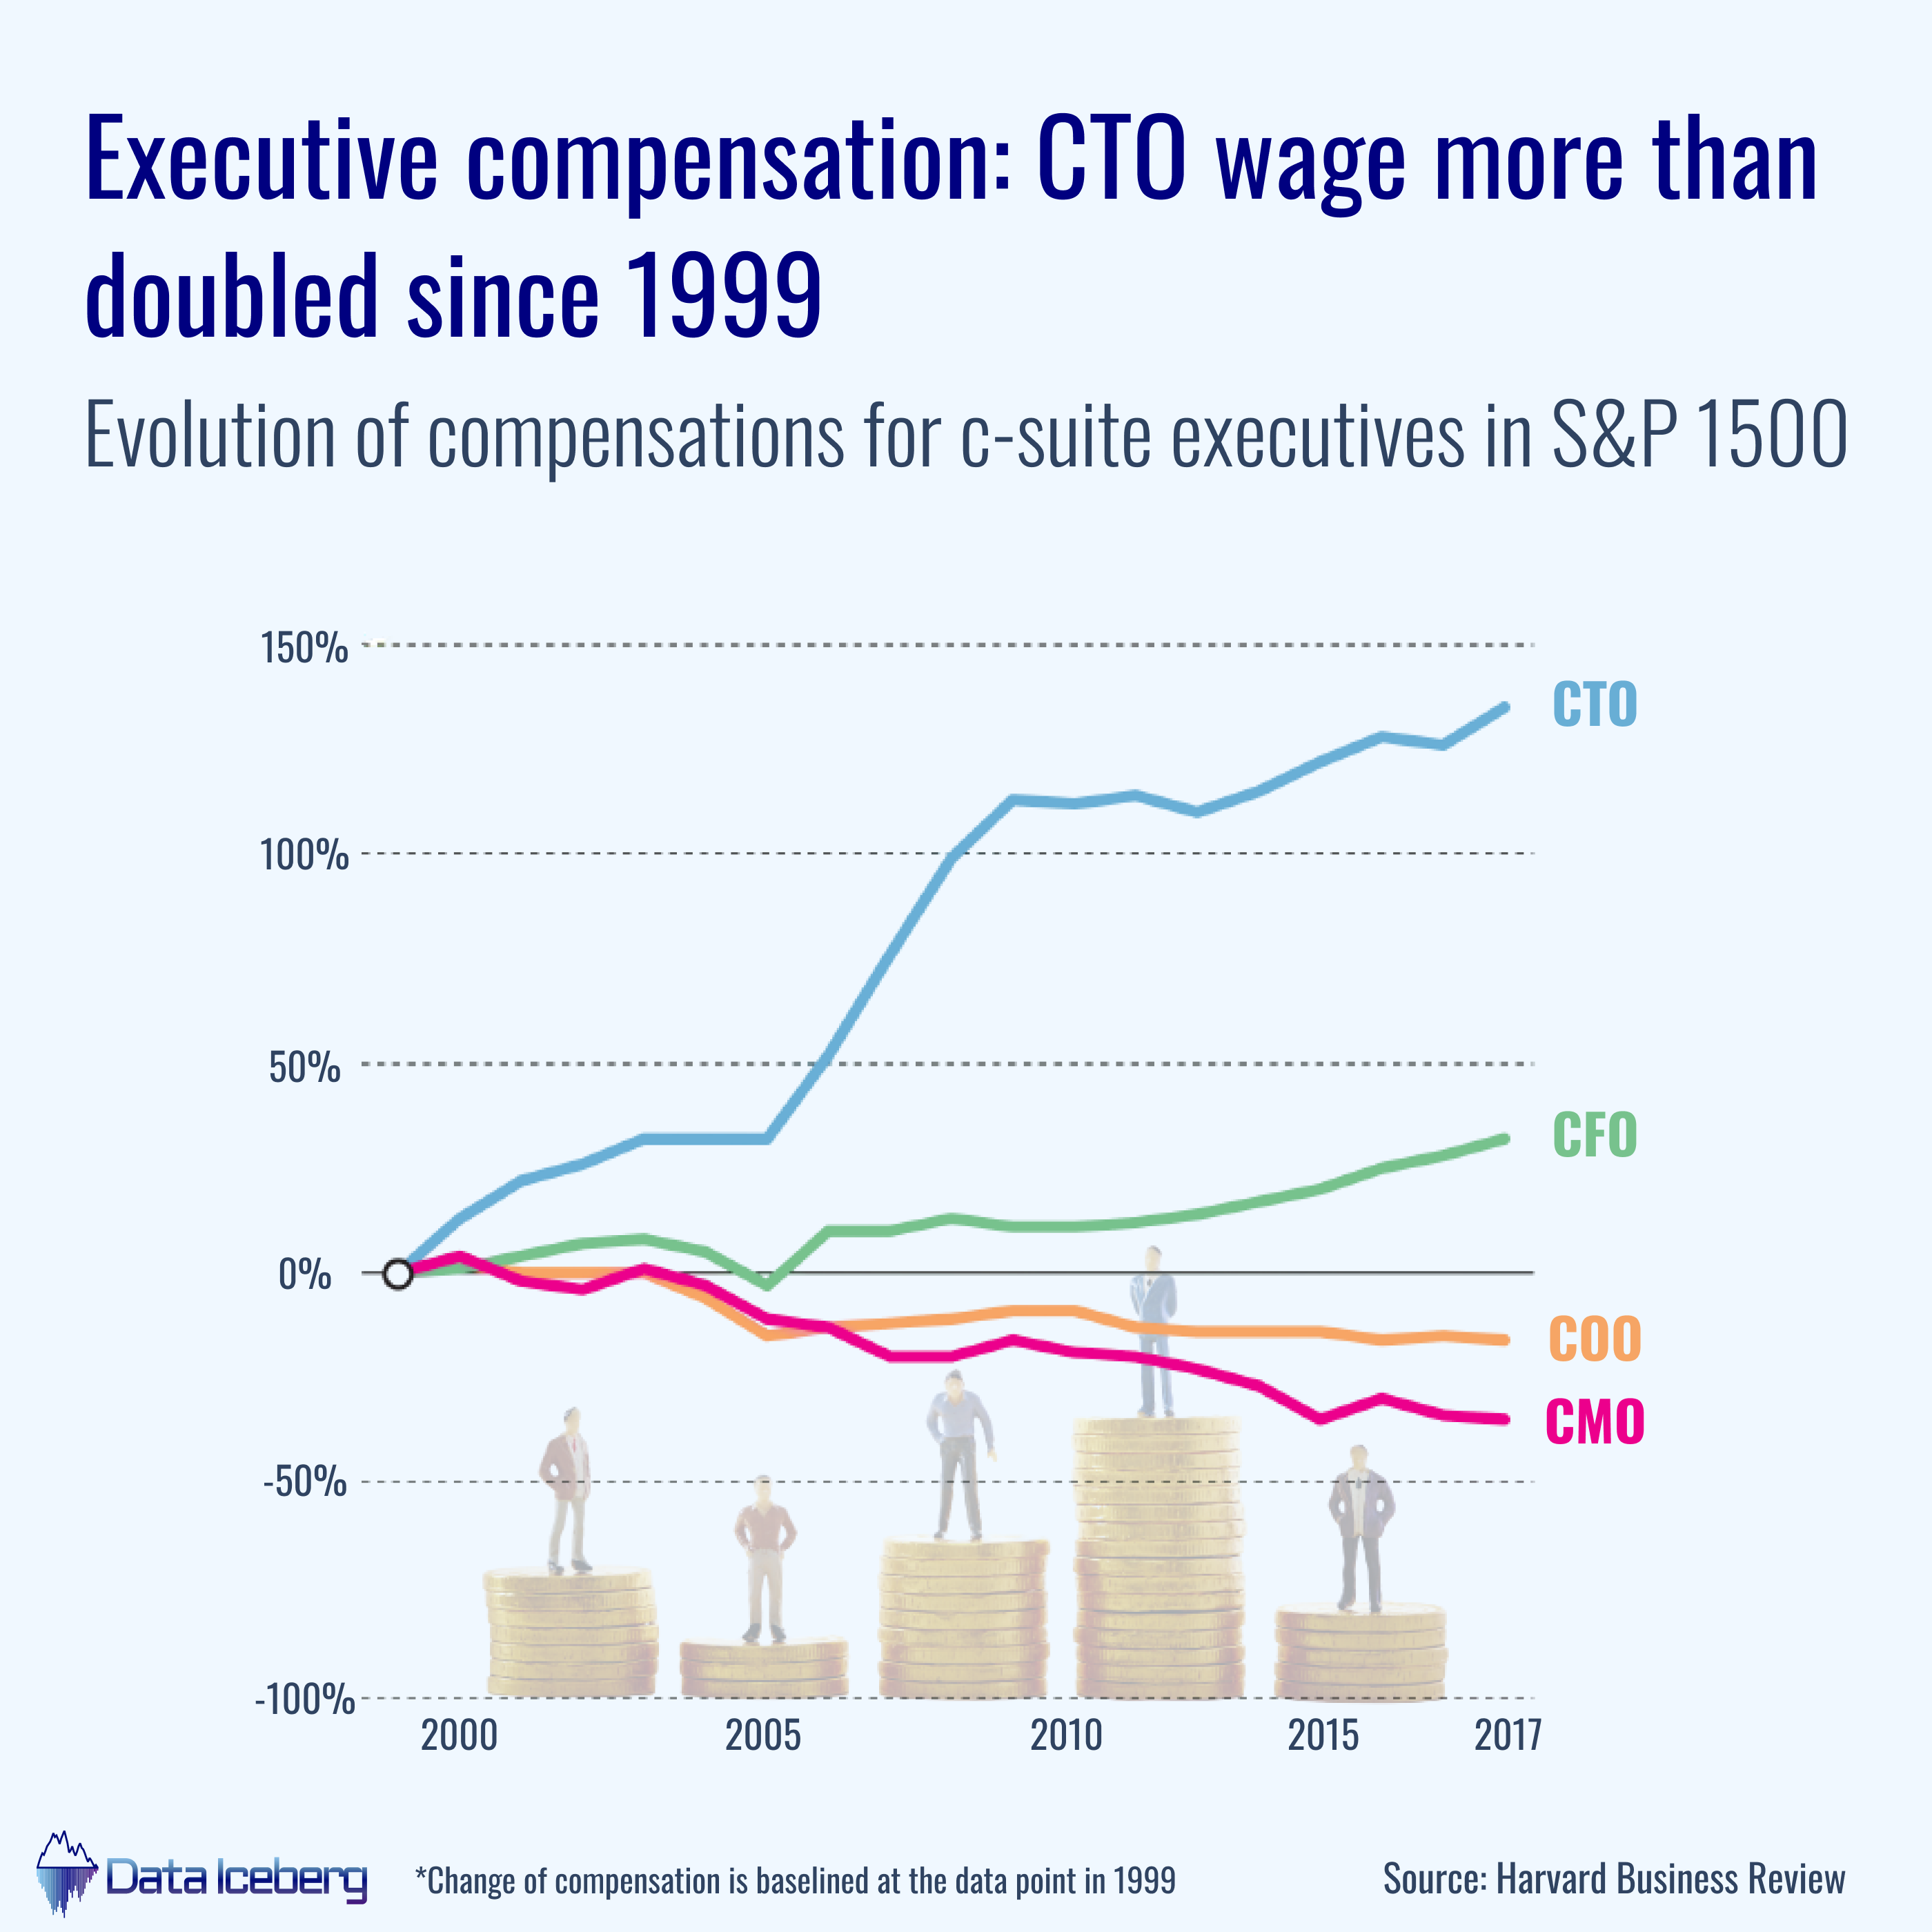 Executive compensation: CTO wage more than
doubled since 1999
Evolution of compensations for c-suite executives in S&P 1500
150%
CTO
100%
50%
CFO
0%
COO
CMO
-50%
-100%
2000 2005 2010 2015 2017
Data Iceberg
*Change of compensation is baselined at the data point in 1999
Source: Harvard Business Review